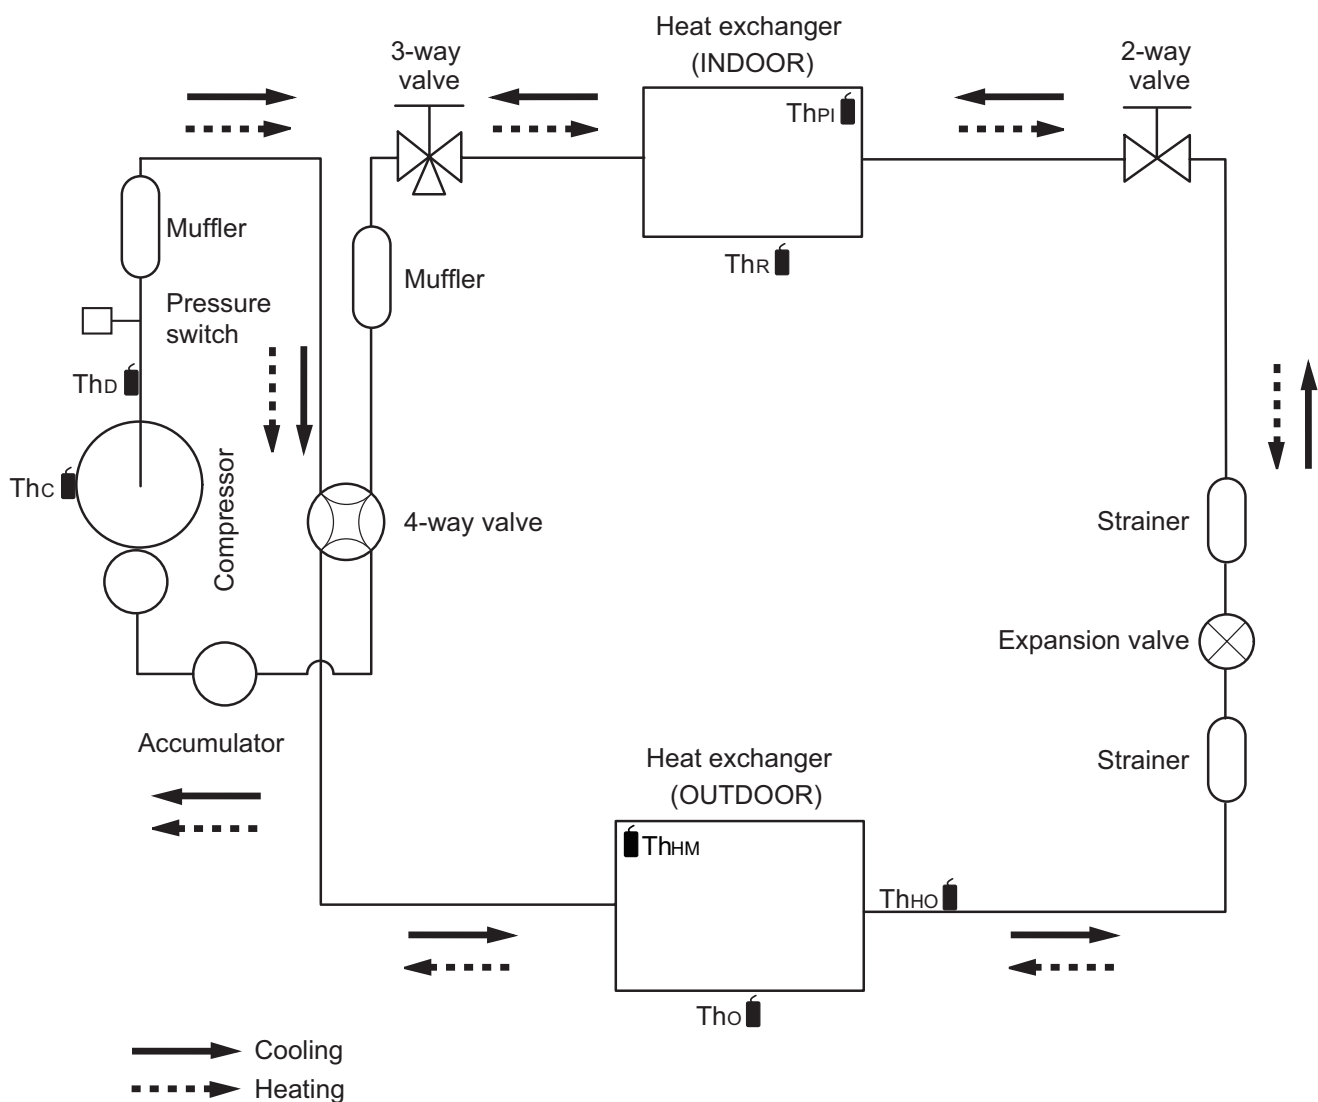 Heat exchanger
(INDOOR)
3-way
valve
2-way
valve
ThPI
Muffler
ThR
Muffler
Pressure
switch
ThD
ThC
Compressor
4-way valve
Strainer
Expansion valve
Accumulator
Heat exchanger
(OUTDOOR)
Strainer
ThHM
ThHO
ThO
Cooling
Heating